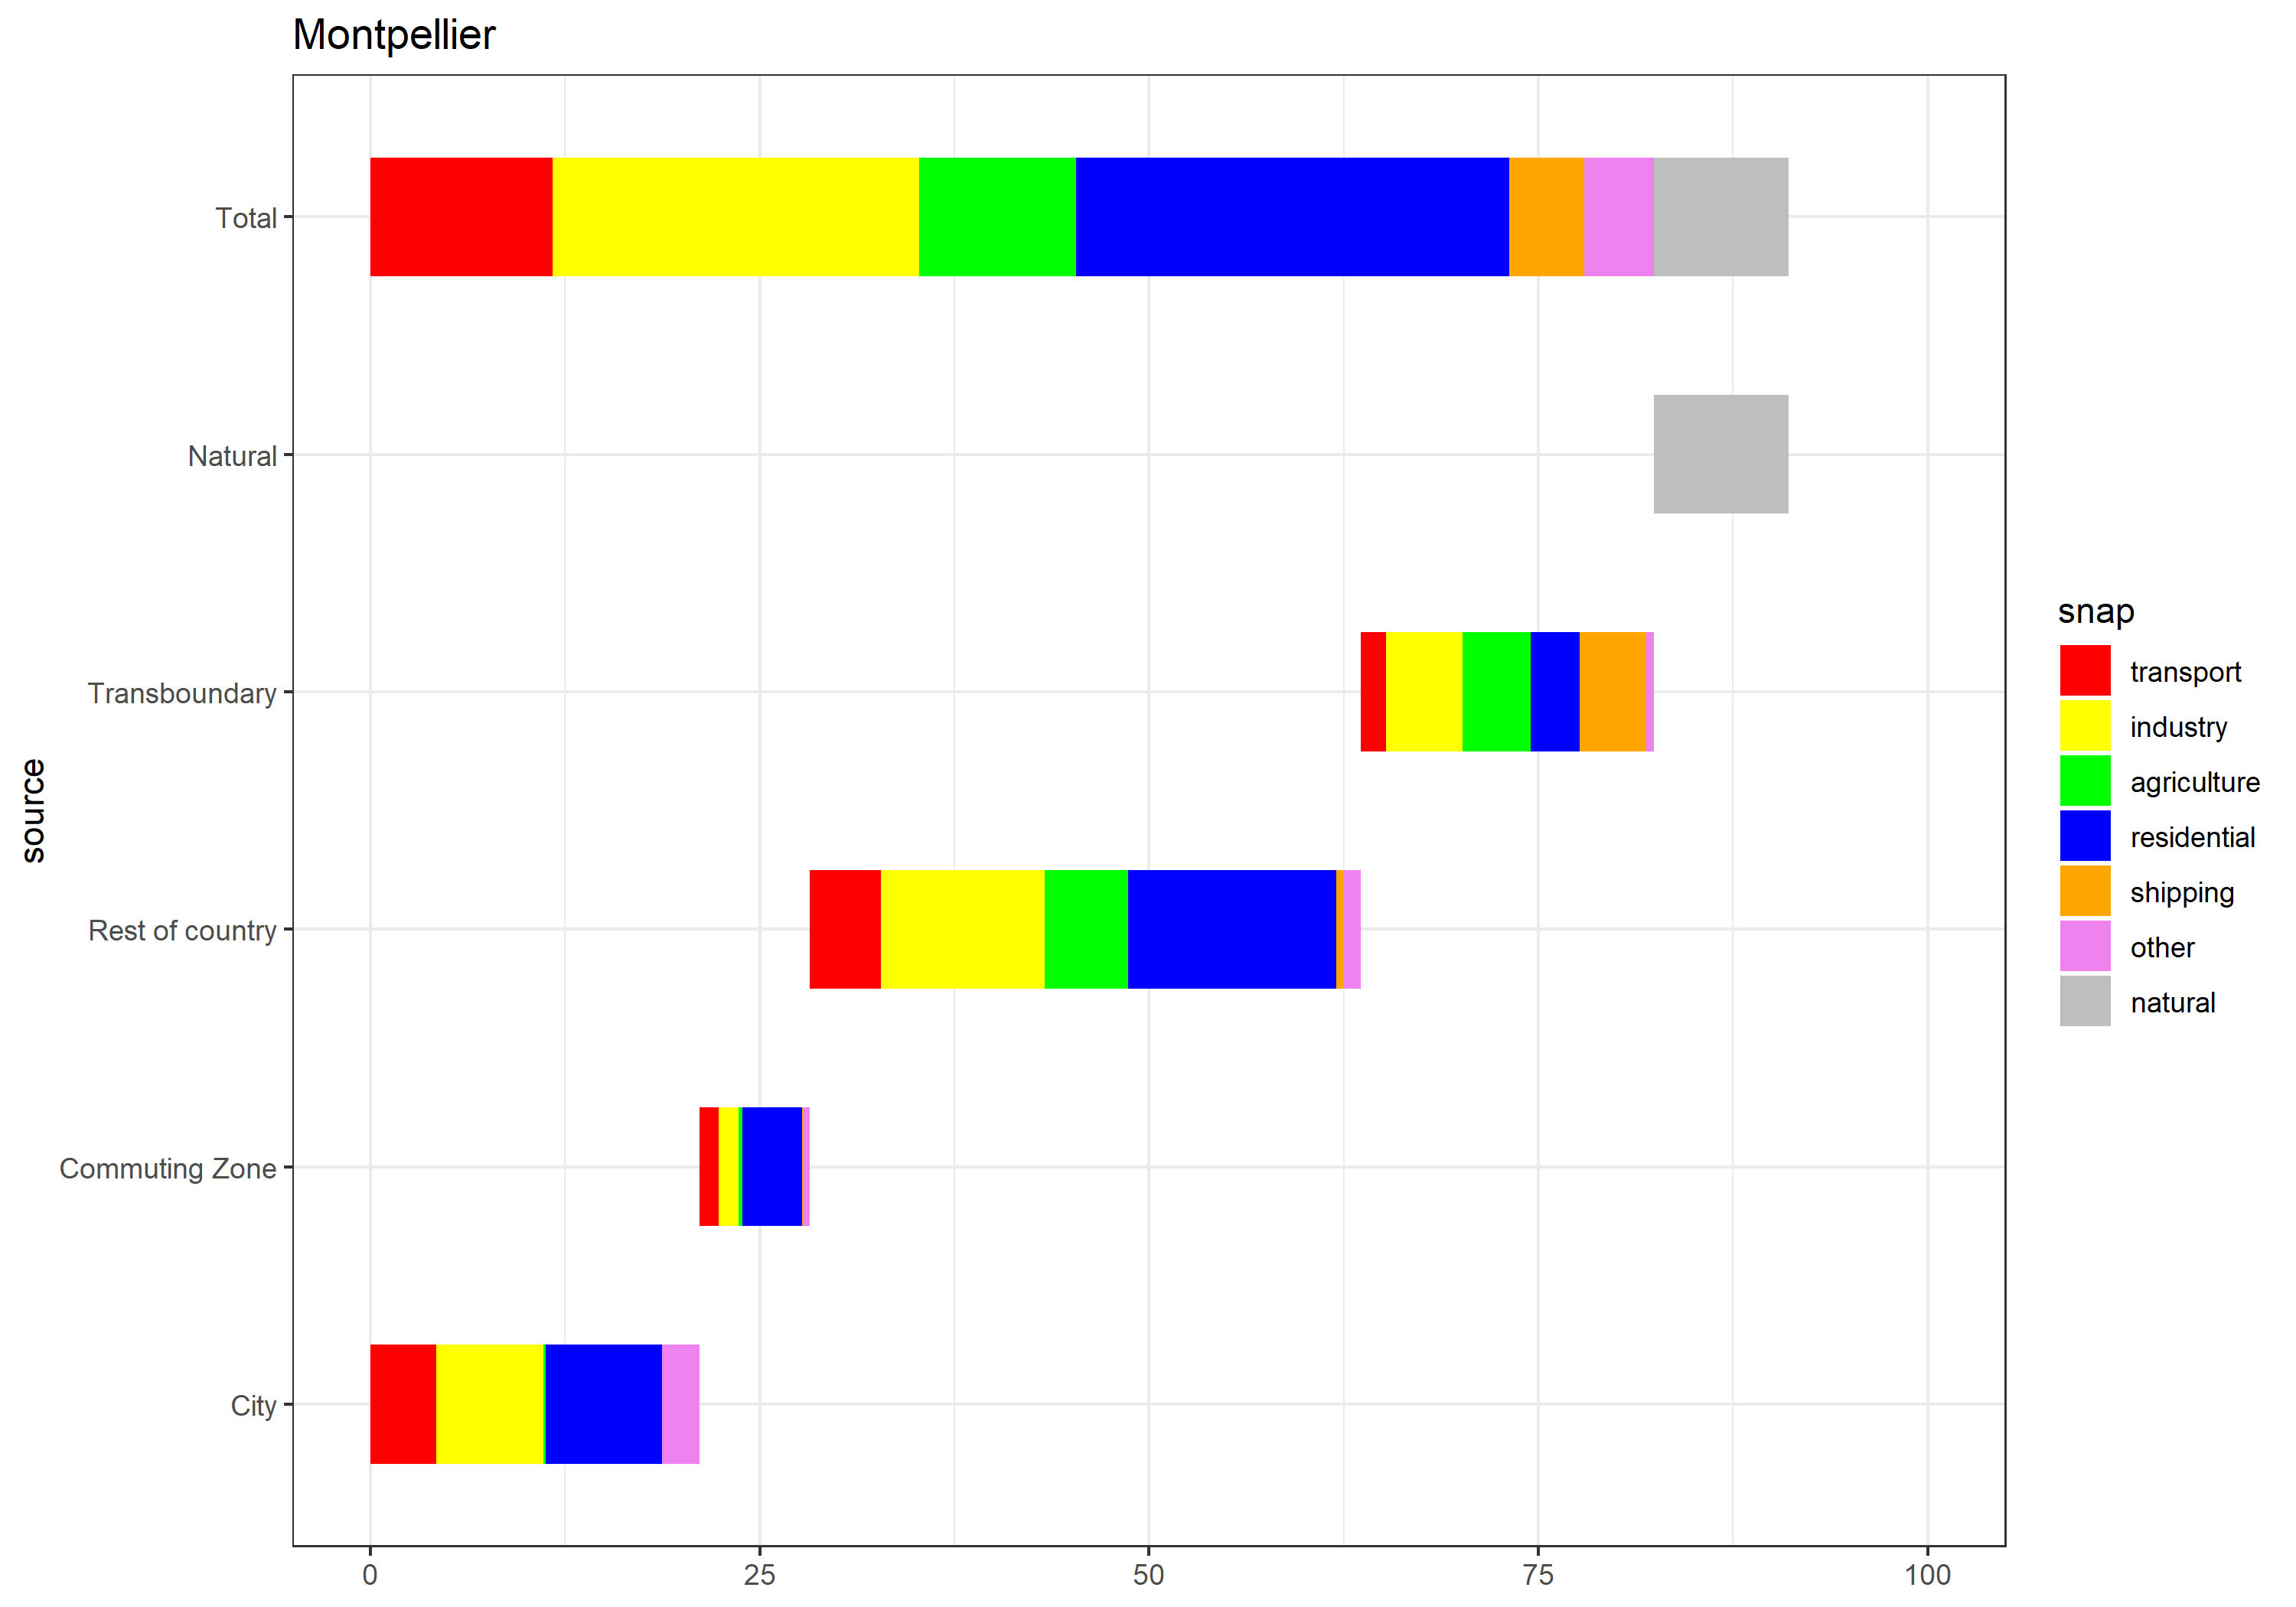 Montpellier
Total
Natural
Transboundary
Rest of country
Commuting Zone
City
source
0 25 50 75 100
snap
transport
industry
agriculture
residential
shipping
other
natural